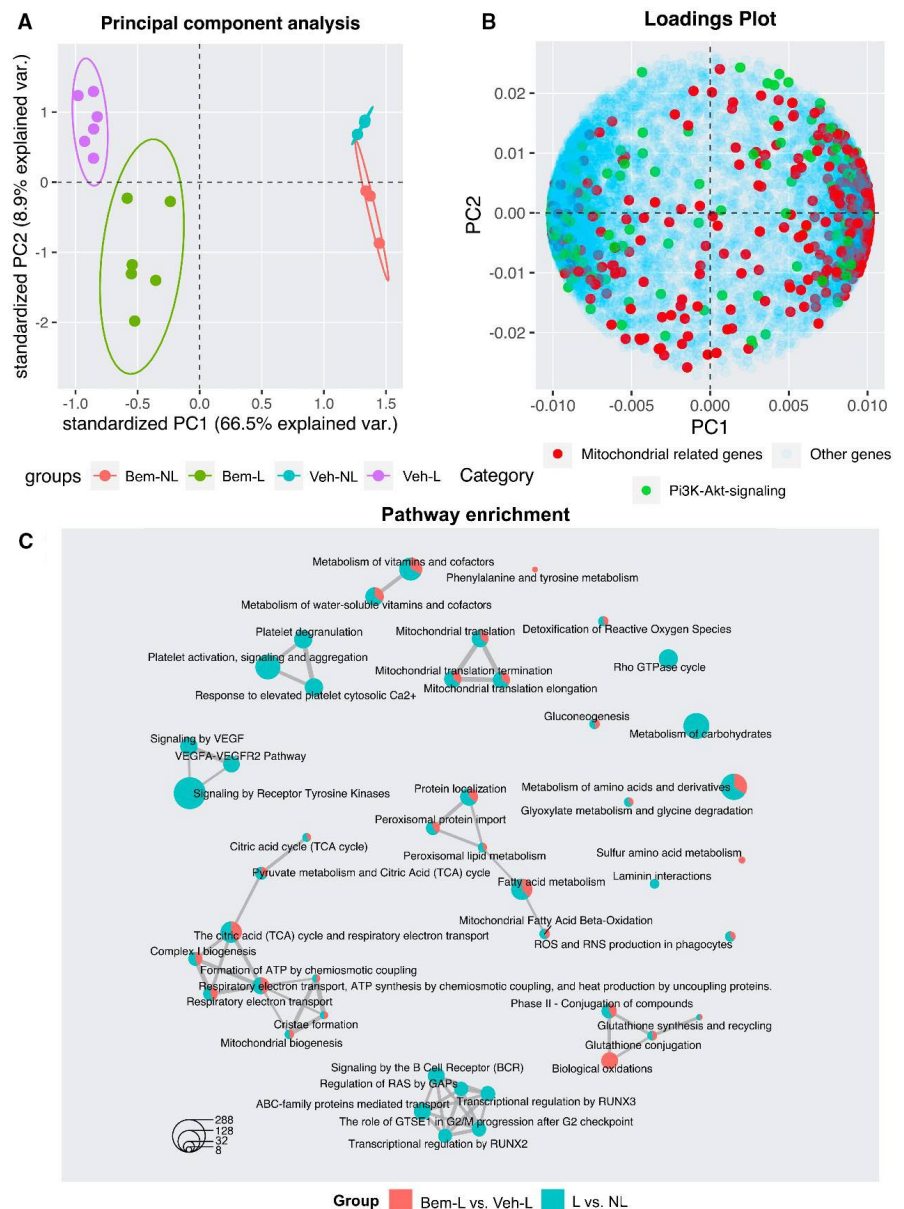 A
Principal component analysis
standardized PC2 (8.9% explained var.)
1
0
-1
-2
-1.0 -0.5 0.0 0.5 1.0 1.5
standardized PC1 (66.5% explained var.)
groups Bem-NL Bem-L Veh-NL Veh-L
B
Loadings Plot
PC2
0.02
0.01
0.00
-0.01
-0.02
-0.010 -0.005 0.000 0.005 0.010
PC1
Category Mitochondrial related genes Other genes
Pi3K-Akt-signaling
Pathway enrichment
C
Metabolism of vitamins and cofactors
Phenylalanine and tyrosine metabolism
Metabolism of water-soluble vitamins and cofactors
Platelet degranulation
Mitochondrial translation
Detoxification of Reactive Oxygen Species
Platelet activation, signaling and aggregation
Rho GTPase cycle
Mitochondrial translation termination
Mitochondrial translation elongation
Response to elevated platelet cytosolic Ca2+
Gluconeogenesis
Metabolism of carbohydrates
Signaling by VEGF
VEGFA-VEGFR2 Pathway
Signaling by Receptor Tyrosine Kinases
Protein localization
Metabolism of amino acids and derivatives
Glyoxylate metabolism and glycine degradation
Peroxisomal protein import
Citric acid cycle (TCA cycle)
Peroxisomal lipid metabolism
Sulfur amino acid metabolism
Pyruvate metabolism and Citric Acid (TCA) cycle
Laminin interactions
Fatty acid metabolism
Mitochondrial Fatty Acid Beta-Oxidation
The citric acid (TCA) cycle and respiratory electron transport
ROS and RNS production in phagocytes
Complex I biogenesis
Formation of ATP by chemiosmotic coupling
Respiratory electron transport, ATP synthesis by chemiosmotic coupling, and heat production by uncoupling proteins.
Respiratory electron transport
Phase II - Conjugation of compounds
Cristae formation
Glutathione synthesis and recycling
Mitochondrial biogenesis
Glutathione conjugation
Biological oxidations
Signaling by the B Cell Receptor (BCR)
Regulation of RAS by GAPs
ABC-family proteins mediated transport
Transcriptional regulation by RUNX3
The role of GTSE1 in G2/M progression after G2 checkpoint
Transcriptional regulation by RUNX2
288
128
32
8
Group Bem-L vs. Veh-L L vs. NL